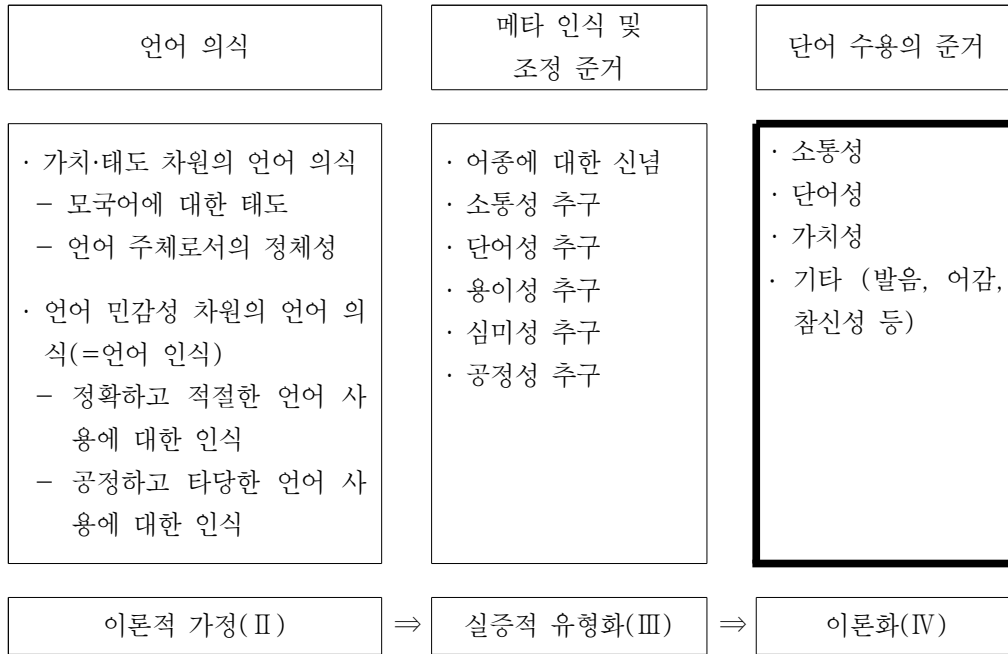 언어 의식
메타 인식 및
조정 준거
단어 수용의 준거
· 가치·태도 차원의 언어 의식
- 모국어에 대한 태도
- 언어 주체로서의 정체성
· 언어 민감성 차원의 언어 의
식(=언어 인식)
- 정확하고 적절한 언어 사
용에 대한 인식
- 공정하고 타당한 언어 사
용에 대한 인식
· 어종에 대한 신념
· 소통성 추구
· 단어성 추구
· 용이성 추구
· 심미성 추구
· 공정성 추구
· 소통성
· 단어성
· 가치성
· 기타 (발음, 어감,
참신성 등)
이론적 가정(Ⅱ) ⇒ 실증적 유형화(Ⅲ) ⇒ 이론화(Ⅳ)